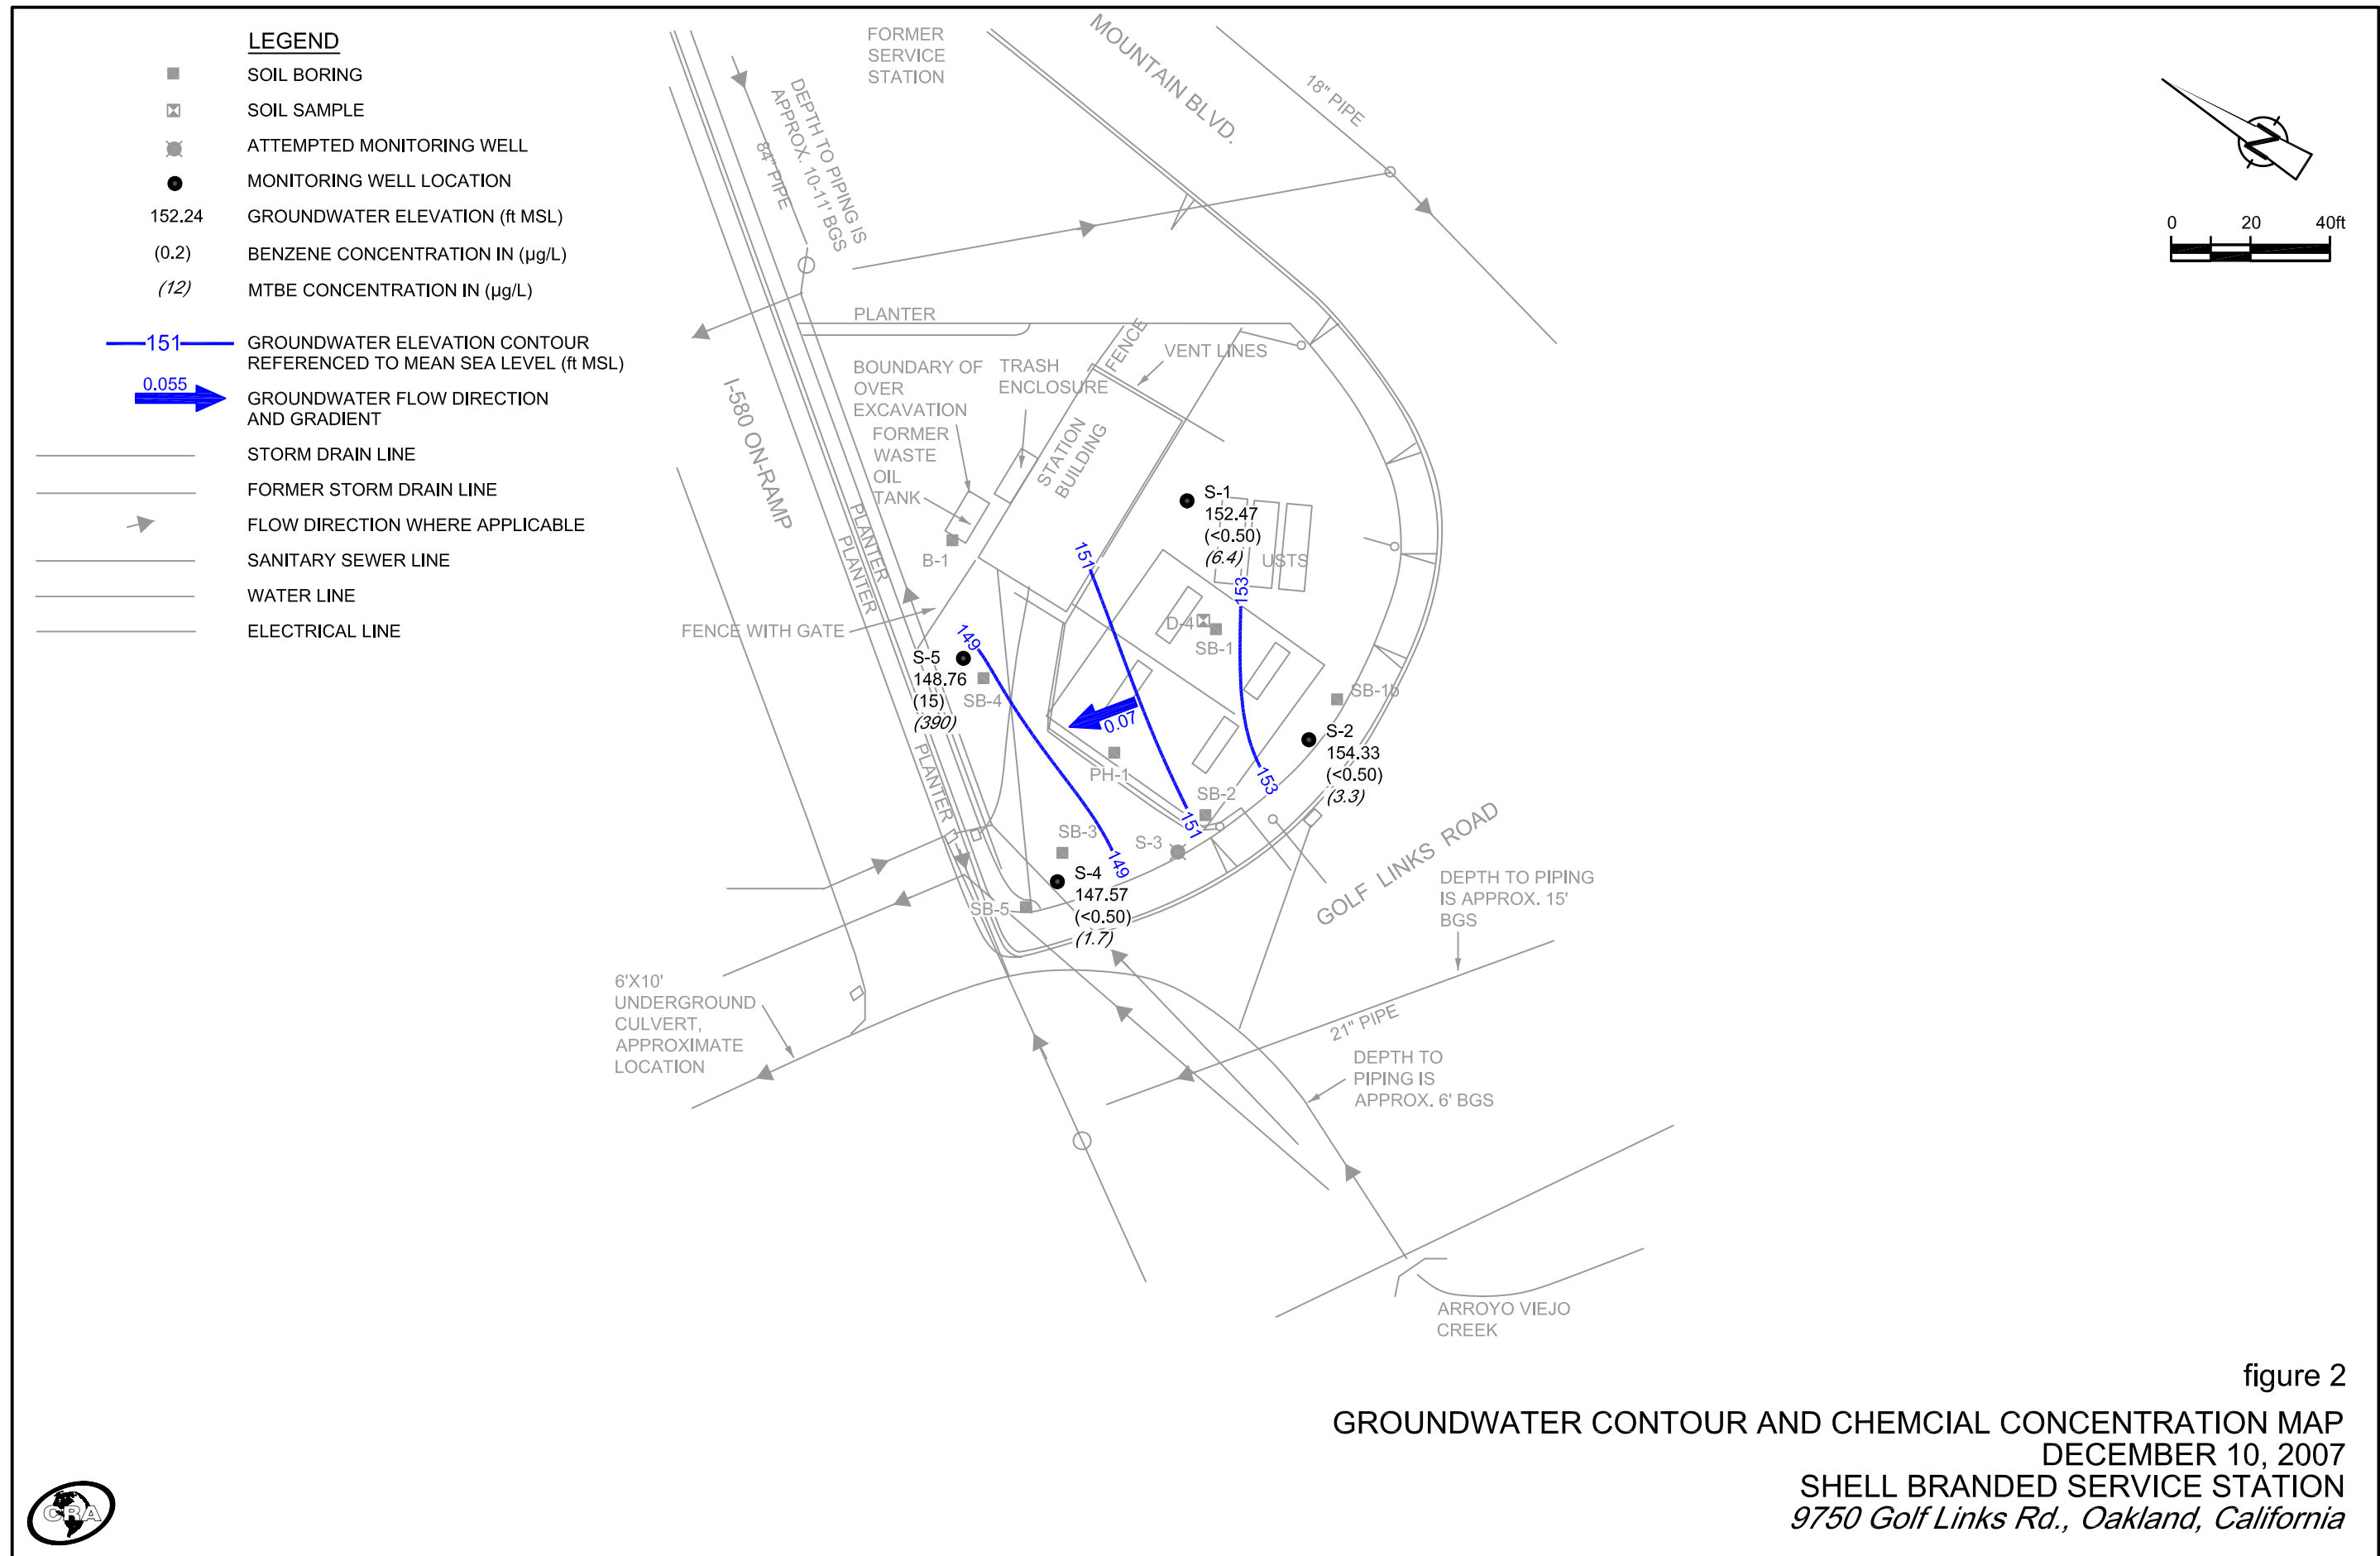 LEGEND
SOIL BORING
SOIL SAMPLE
ATTEMPTED MONITORING WELL
MONITORING WELL LOCATION
152.24 GROUNDWATER ELEVATION (ft MSL)
(0.2) BENZENE CONCENTRATION IN (µg/L)
(12) MTBE CONCENTRATION IN (µg/L)
151 GROUNDWATER ELEVATION CONTOUR
REFERENCED TO MEAN SEA LEVEL (ft MSL)
0.055
GROUNDWATER FLOW DIRECTION
AND GRADIENT
STORM DRAIN LINE
FORMER STORM DRAIN LINE
FLOW DIRECTION WHERE APPLICABLE
SANITARY SEWER LINE
WATER LINE
ELECTRICAL LINE
FORMER
SERVICE
STATION
MOUNTAIN BLVD.
18" PIPE
N
0 20 40ft
DEPTH TO PIPING IS
APPROX. 10-11' BGS
84" PIPE
PLANTER
FENCE
VENT LINES
BOUNDARY OF
OVER
EXCAVATION
TRASH
ENCLOSURE
FORMER
WASTE
OIL
TANK
STATION
BUILDING
I-580 ON-RAMP
PLANTER
PLANTER
B-1
S-1
152.47
(<0.50)
(6.4)
USTS
151
153
FENCE WITH GATE
D-4
SB-1
149
S-5
148.76
(15)
(390)
SB-4
SB-1b
0.07
S-2
154.33
(<0.50)
(3.3)
PLANTER
PH-1
153
SB-2
151
SB-3
S-3
149
S-4
147.57
(<0.50)
(1.7)
SB-5
GOLF LINKS ROAD
DEPTH TO PIPING
IS APPROX. 15'
BGS
6'X10'
UNDERGROUND
CULVERT,
APPROXIMATE
LOCATION
21" PIPE
DEPTH TO
PIPING IS
APPROX. 6' BGS
ARROYO VIEJO
CREEK
figure 2
GROUNDWATER CONTOUR AND CHEMCIAL CONCENTRATION MAP
DECEMBER 10, 2007
SHELL BRANDED SERVICE STATION
9750 Golf Links Rd., Oakland, California
CRA